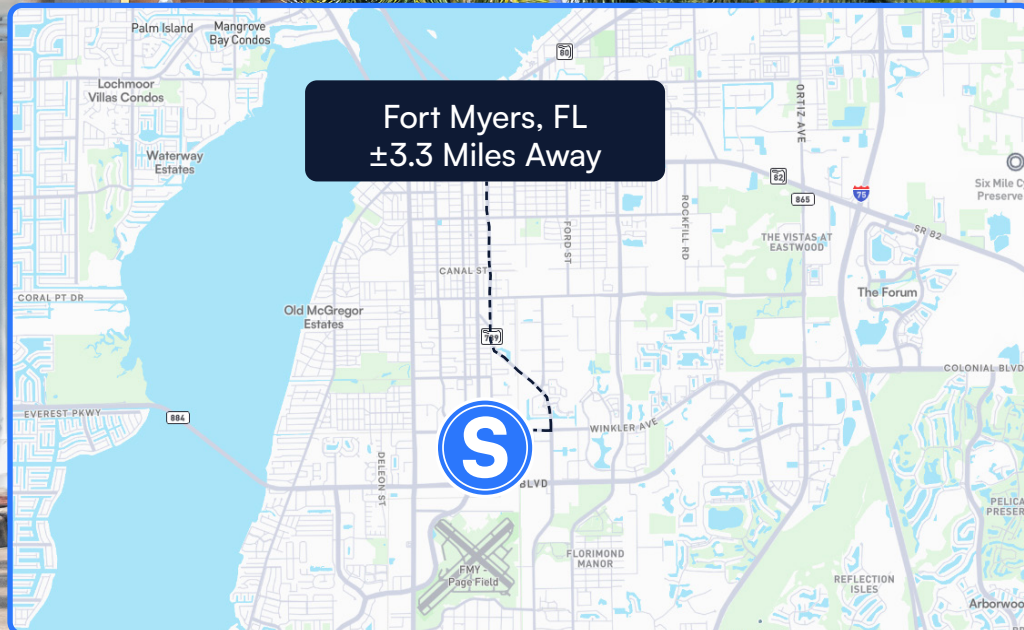 Palm Island
Mangrove
Bay Condos
80
Lochmoor
Villas Condos
Fort Myers, FL
±3.3 Miles Away
ORTIZ AVE
Waterway
Estates
82
865
75
Six Mile Cy
Preserve
ROCKFILL RD
FORD ST
SR 82
THE VISTAS AT
EASTWOOD
CANAL ST
CORAL PT DR
The Forum
Old McGregor
Estates
COLONIAL BLVD
EVEREST PKWY
884
WINKLER AVE
S
DELEON ST
BLVD
PELICA
PRESER
FLORIMOND
MANOR
FMY -
Page Field
REFLECTION
ISLES
Arborwoo